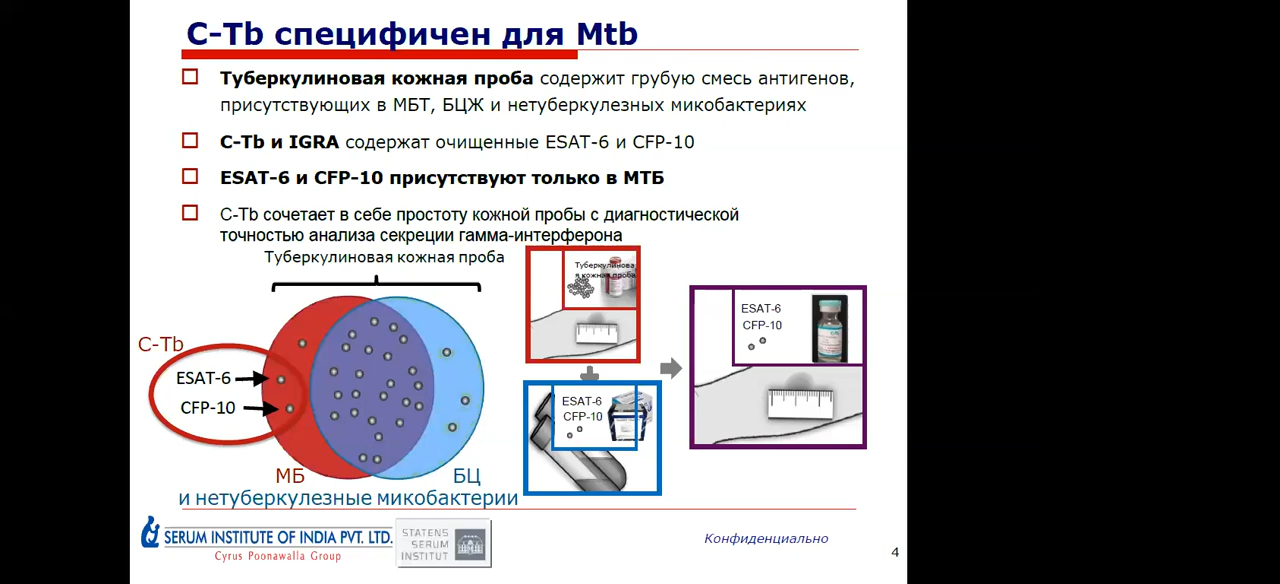 C-Tb специфичен для Mtb
Туберкулиновая кожная проба содержит грубую смесь антигенов,
присутствующих в МБТ, БЦЖ и нетуберкулезных микобактериях
C-Tb и IGRA содержат очищенные ESAT-6 и CFP-10
ESAT-6 и CFP-10 присутствуют только в МТБ
C-Tb сочетает в себе простоту кожной пробы с диагностической
точностью анализа секреции гамма-интерферона
Туберкулиновая кожная проба
C-Tb
ESAT-6
CFP-10
МБ
БЦ
и нетуберкулезные микобактерии
Туберкулинова
я кожная проба
ESAT-6
CFP-10
ESAT-6
CFP-10
SERUM INSTITUTE OF INDIA PVT. LTD.
Cyrus Poonawalla Group
STATENS
SERUM
INSTITUT
Конфиденциально
4